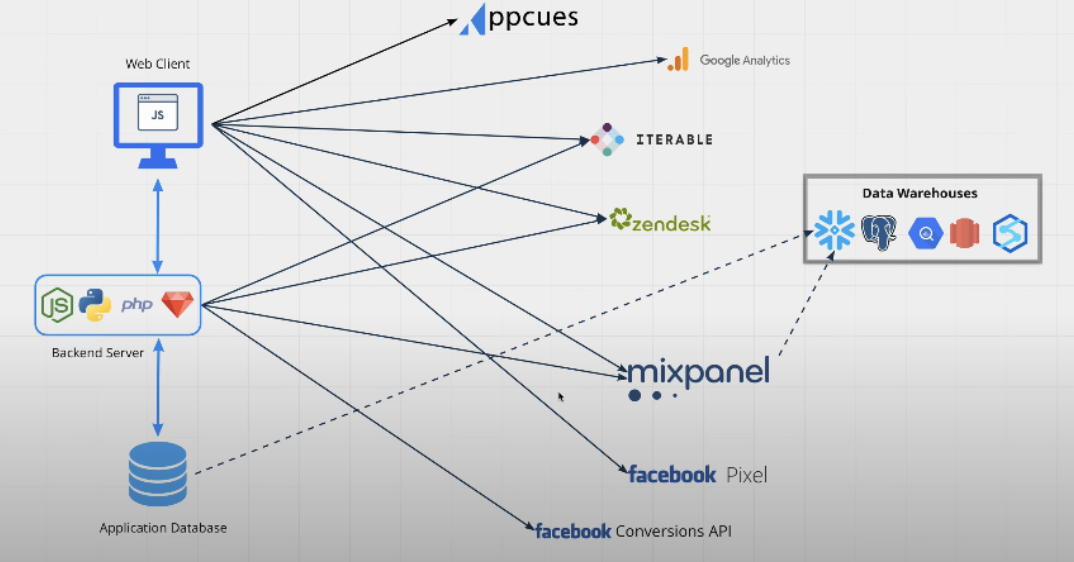 Appcues
Web Client
Google Analytics
JS
ITERABLE
Data Warehouses
zendesk
JS
php
Backend Server
mixpanel
facebook Pixel
Application Database
facebook Conversions API